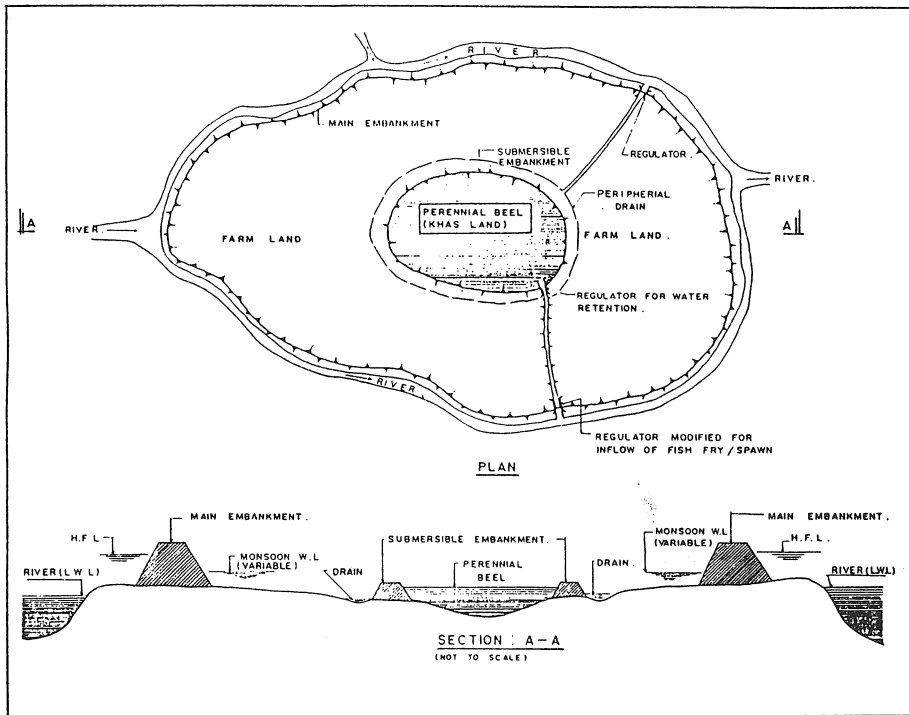 RIVER
MAIN EMBANKMENT
SUBMERSIBLE
EMBANKMENT
REGULATOR.
RIVER.
PERIPHERIAL
DRAIN
A
A
RIVER
PERENNIAL BEEL
(KHAS LAND)
FARM LAND
FARM LAND.
REGULATOR FOR WATER
RETENTION.
RIVER
REGULATOR MODIFIED FOR
INFLOW OF FISH FRY/SPAWN
PLAN
MAIN EMBANKMENT.
MAIN EMBANKMENT.
H.F L
SUBMERSIBLE EMBANKMENT.
MONSOON W.L
(VARIABLE)
H.F.L.
MONSOON W.L
(VARIABLE)
RIVER(LWL)
DRAIN
PERENNIAL
BEEL
DRAIN.
RIVER(LWL)
SECTION : A-A
(NOT TO SCALE)